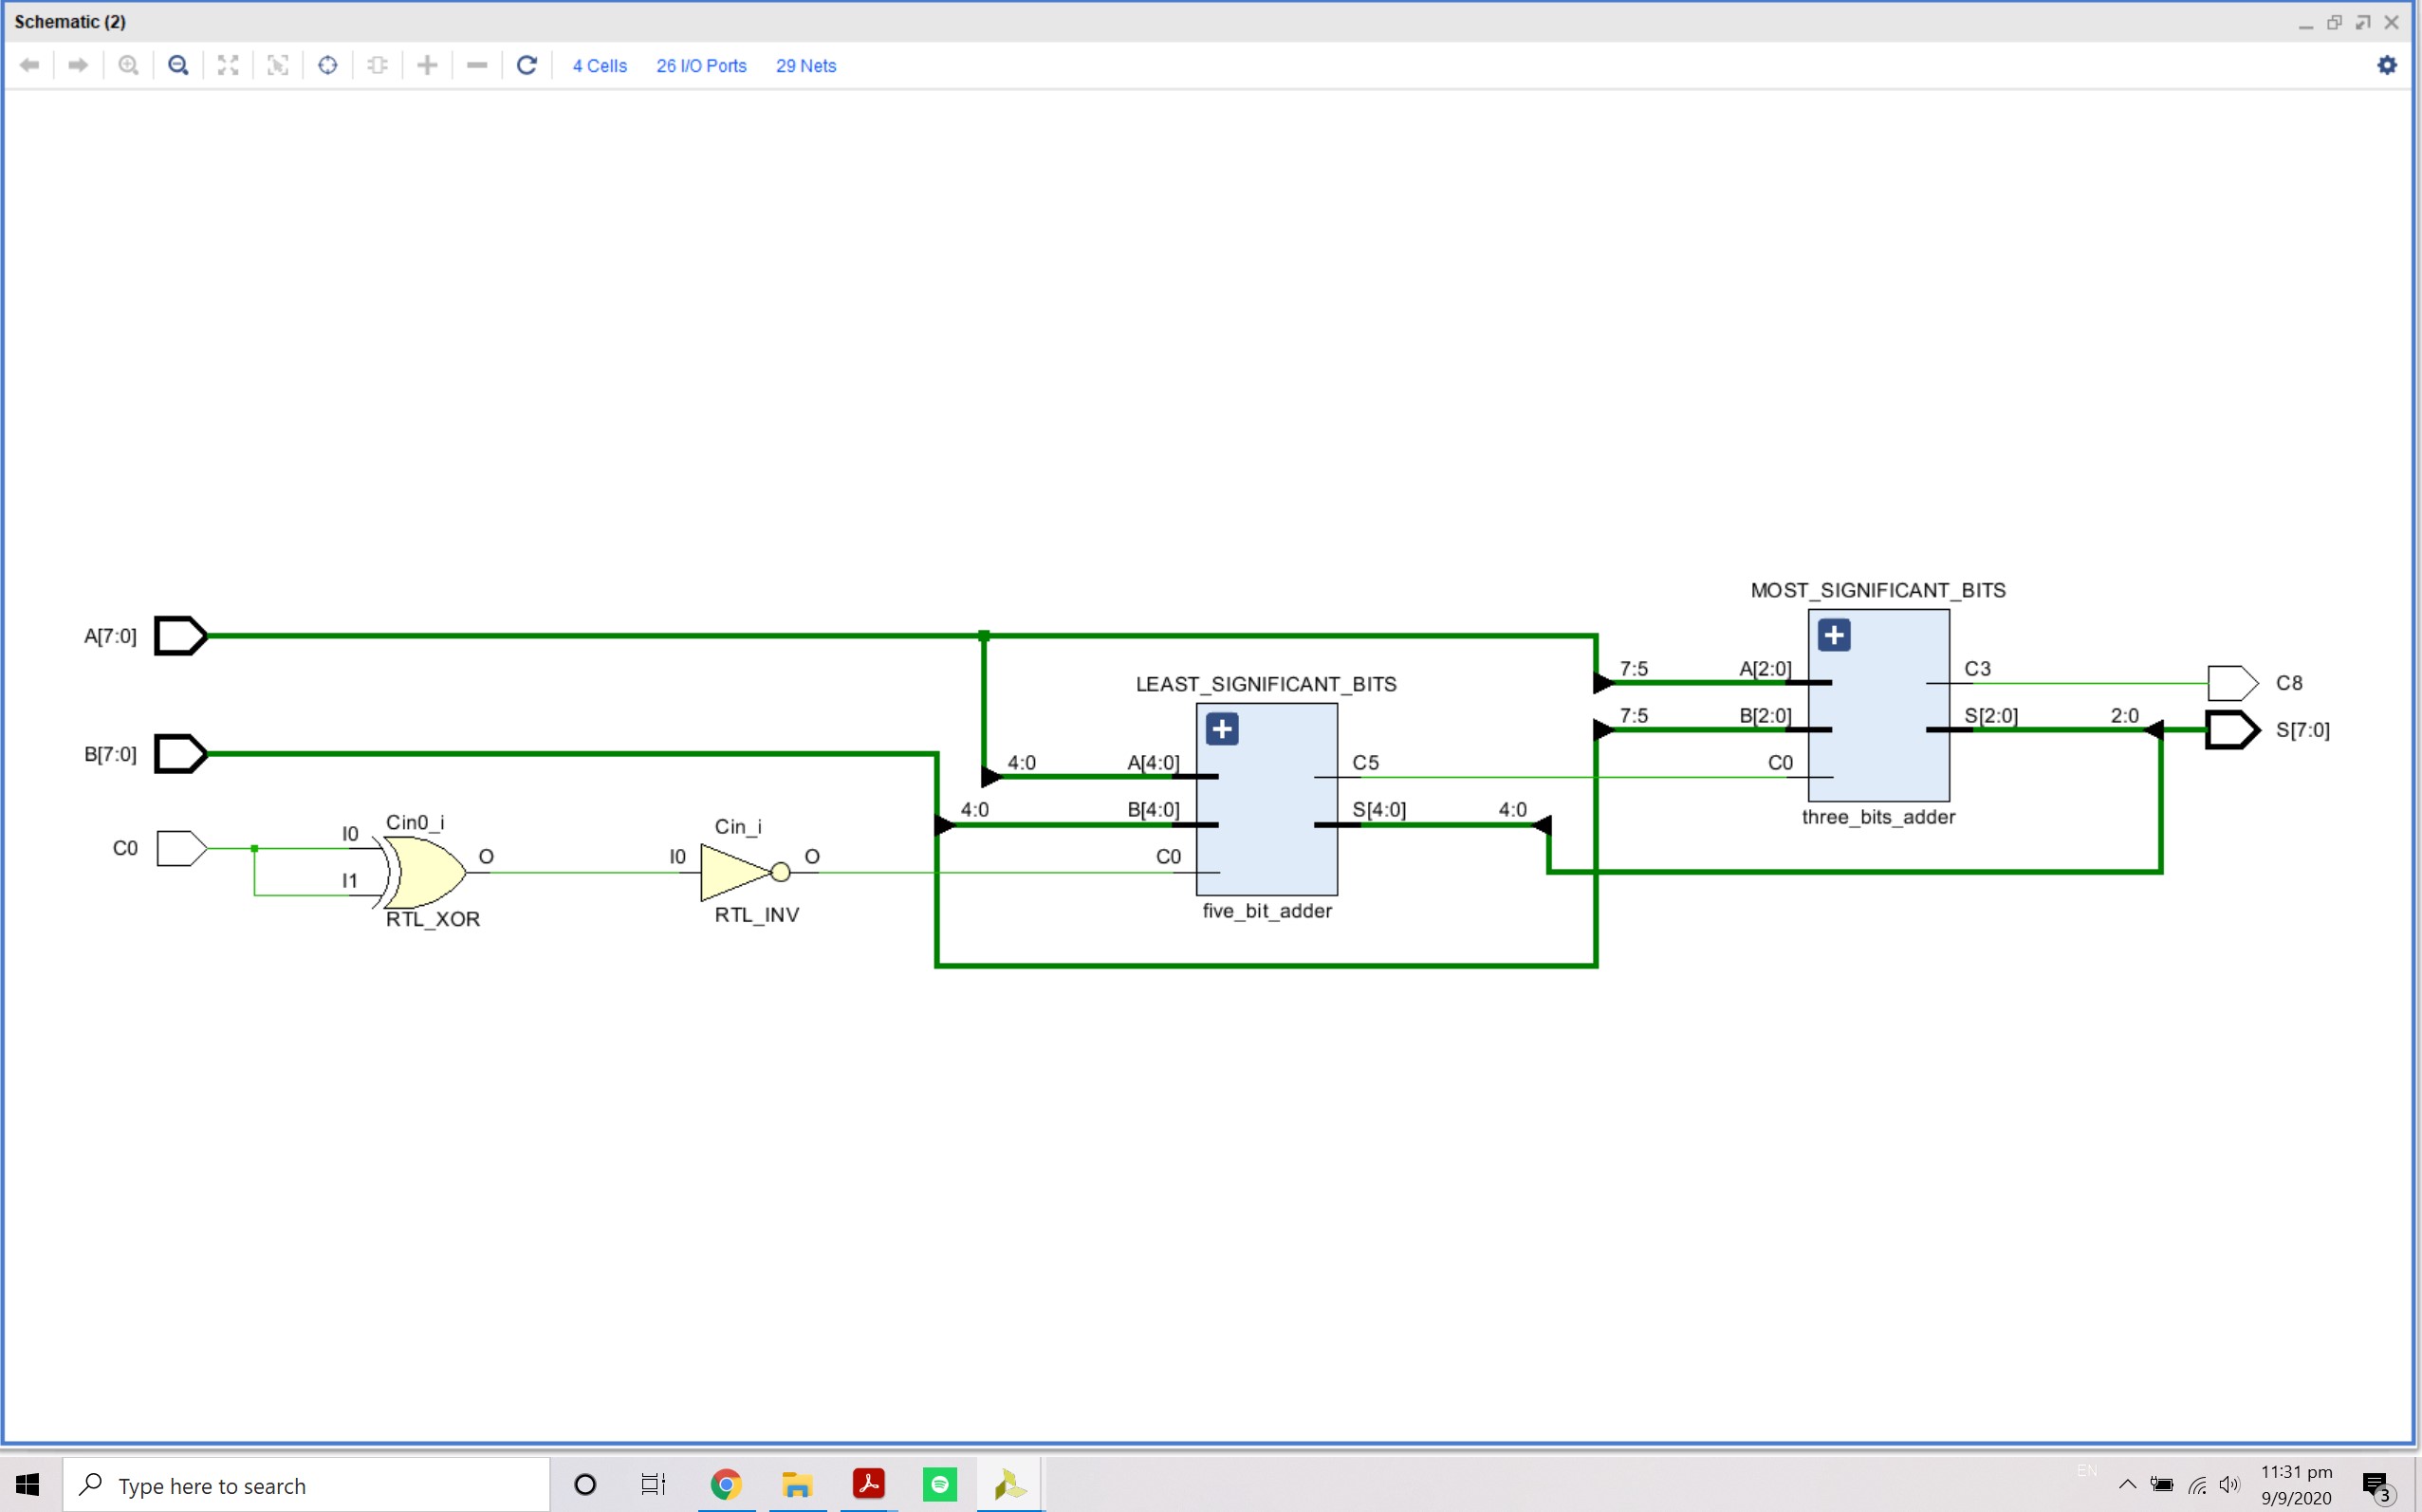 Schematic (2)
4 Cells 26 I/O Ports 29 Nets
MOST_SIGNIFICANT_BITS
A[7:0]
7:5 A[2:0] C3 C8
LEAST_SIGNIFICANT_BITS
7:5 B[2:0] S[2:0] 2:0 S[7:0]
B[7:0]
4:0 A[4:0] C5 C0
4:0 B[4:0] S[4:0] 4:0
three_bits_adder
Cin0_i
Cin_i
C0 I0
O I0 O C0
I1
RTL_XOR
RTL_INV
five_bit_adder
Type here to search
EN
11:31 pm
9/9/2020
3